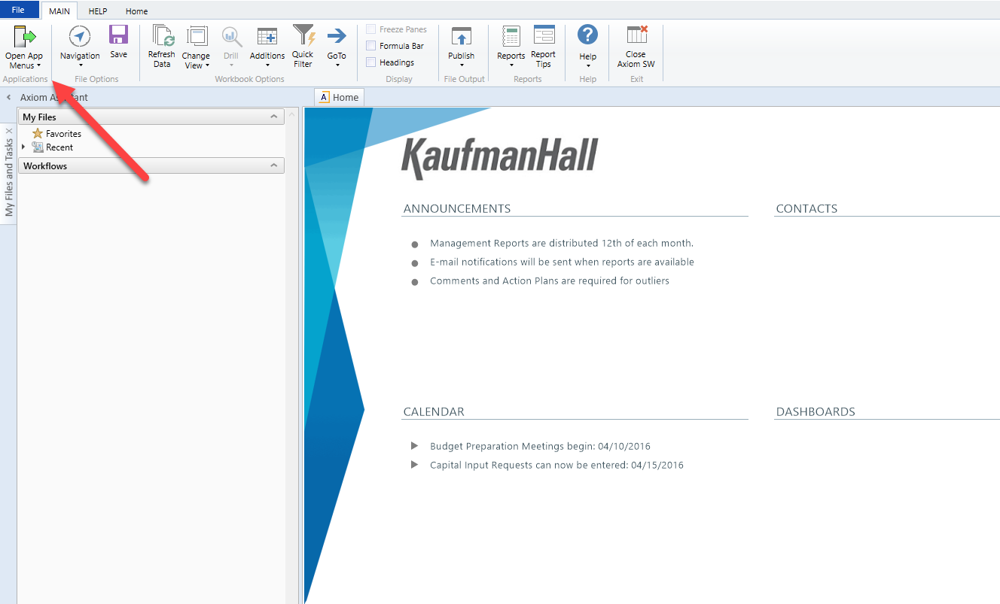 File MAIN HELP Home
Open App Menus
Navigation
Save
Refresh Data
Change View
Drill
Additions
Quick Filter
GoTo
Freeze Panes
Formula Bar
Headings
Publish
Reports
Report Tips
Help
Close Axiom SW
Applications File Options Workbook Options Display File Output Reports Help Exit
Axiom Assistant
A Home
My Files and Tasks
My Files
Favorites
Recent
Workflows
KaufmanHall
ANNOUNCEMENTS
Management Reports are distributed 12th of each month.
E-mail notifications will be sent when reports are available
Comments and Action Plans are required for outliers
CONTACTS
CALENDAR
Budget Preparation Meetings begin: 04/10/2016
Capital Input Requests can now be entered: 04/15/2016
DASHBOARDS